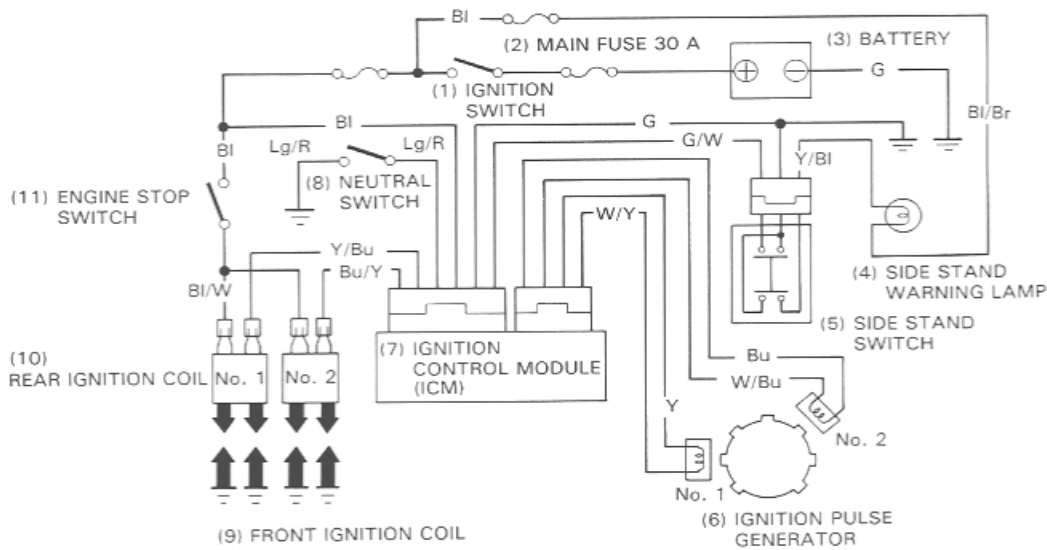 Bl
(2) MAIN FUSE 30 A
(3) BATTERY
G
(1) IGNITION
SWITCH
Bl/Br
Bl
G
G/W
Y/Bl
Bl
Lg/R
Lg/R
(8) NEUTRAL
SWITCH
(11) ENGINE STOP
SWITCH
W/Y
Y/Bu
Bu/Y
Bl/W
(4) SIDE STAND
WARNING LAMP
(5) SIDE STAND
SWITCH
(7) IGNITION
CONTROL MODULE
(ICM)
(10)
REAR IGNITION COIL
No. 1
No. 2
Bu
W/Bu
Y
No. 2
No. 1
(6) IGNITION PULSE
GENERATOR
(9) FRONT IGNITION COIL